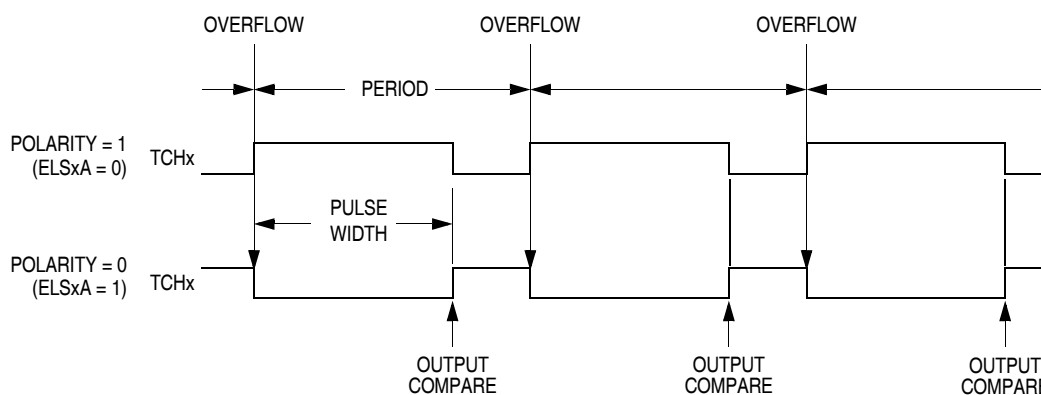 OVERFLOW OVERFLOW OVERFLOW
PERIOD
POLARITY = 1
(ELSxA = 0)
TCHx
PULSE
WIDTH
POLARITY = 0
(ELSxA = 1)
TCHx
OUTPUT
COMPARE
OUTPUT
COMPARE
OUTPUT
COMPARE